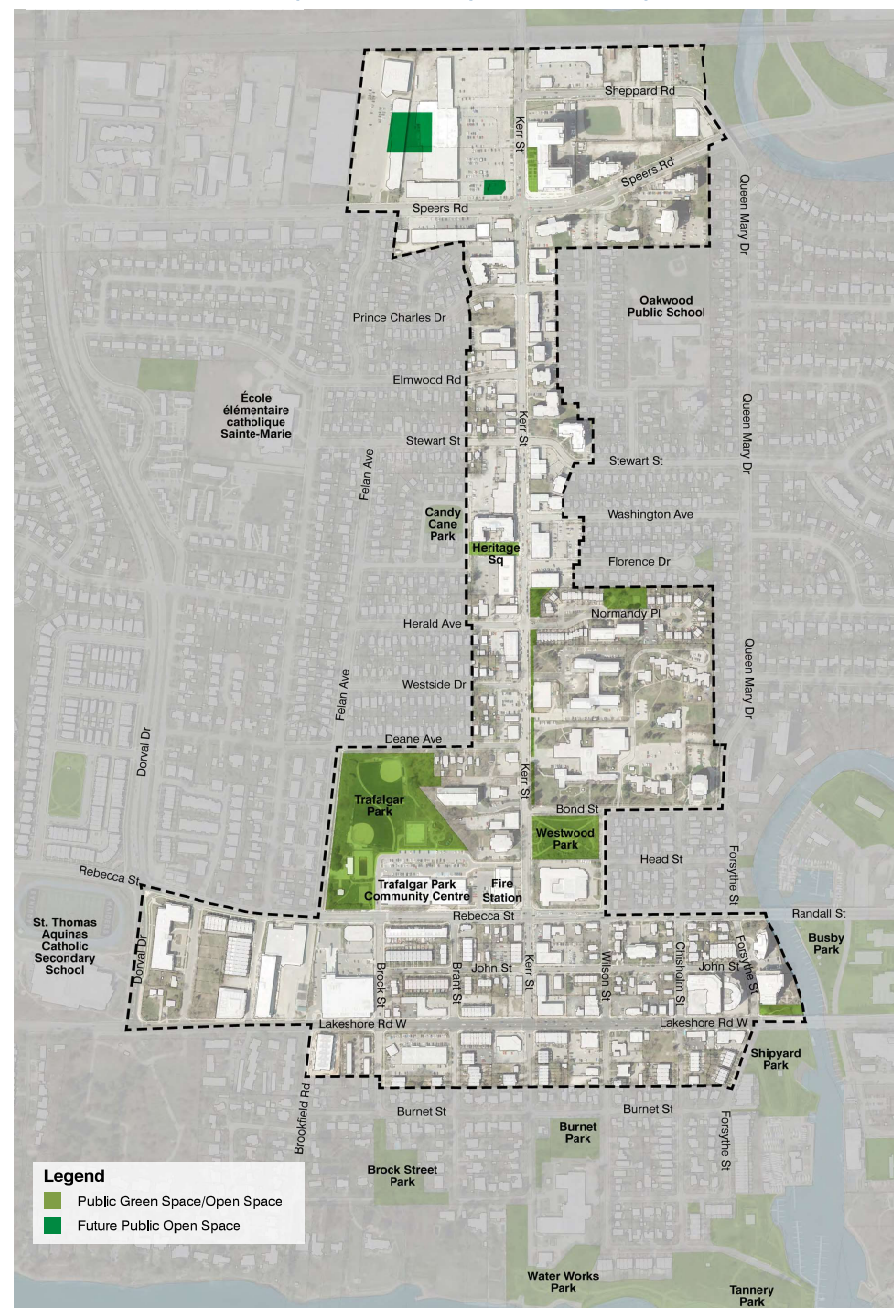 Sheppard Rd
Kerr St
Speers Rd
Speers Rd
Queen Mary Dr
Oakwood
Public School
Prince Charles Dr
Elmwood Rd
École
élémentaire
catholique
Sainte-Marie
Kerr St
Queen Mary Dr
Stewart St
Stewart S:
Felan Ave
Candy
Cane
Park
Washington Ave
Heritage
Sq
Florence Dr
Normandy Pl
Herald Ave
Queen Mary Dr
Westside Dr
Felan Ave
Dorval Dr
Deane Ave
Kerr St
Trafalgar
Park
Bond St
Westwood
Park
Head St
Forsythe St
Rebecca St
Trafalgar Park
Community Centre
Fire
Station
Rebecca St
Randall S:
St. Thomas
Aquinas
Catholic
Secondary
School
Dorval Dr
Busby
Park
Brock St
Brant St
John St
Kerr St
Wilson St
Chisholm St
John St
Forsythe St
Lakeshore Rd W
Lakeshore Rd W
Shipyard
Park
Brookfield Rd
Burnet St
Burnet St
Forsythe St
Burnet
Park
Brock Street
Park
Legend
Public Green Space/Open Space
Future Public Open Space
Water Works
Park
Tannery
Park